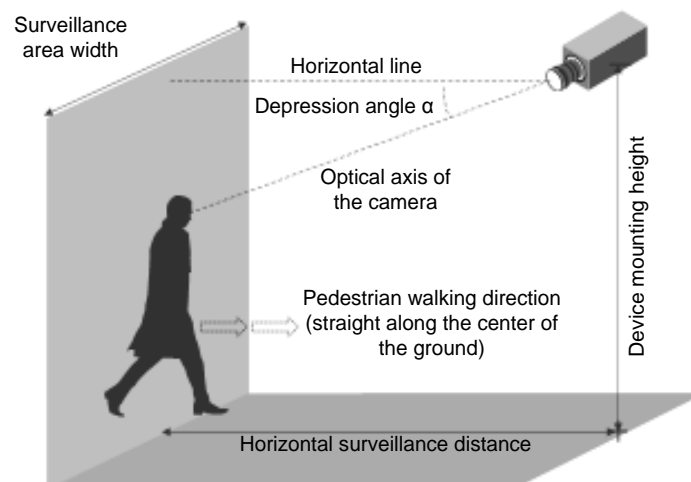 Surveillance
area width
Horizontal line
Depression angle α
Optical axis of
the camera
Device mounting height
Pedestrian walking direction
(straight along the center of
the ground)
Horizontal surveillance distance